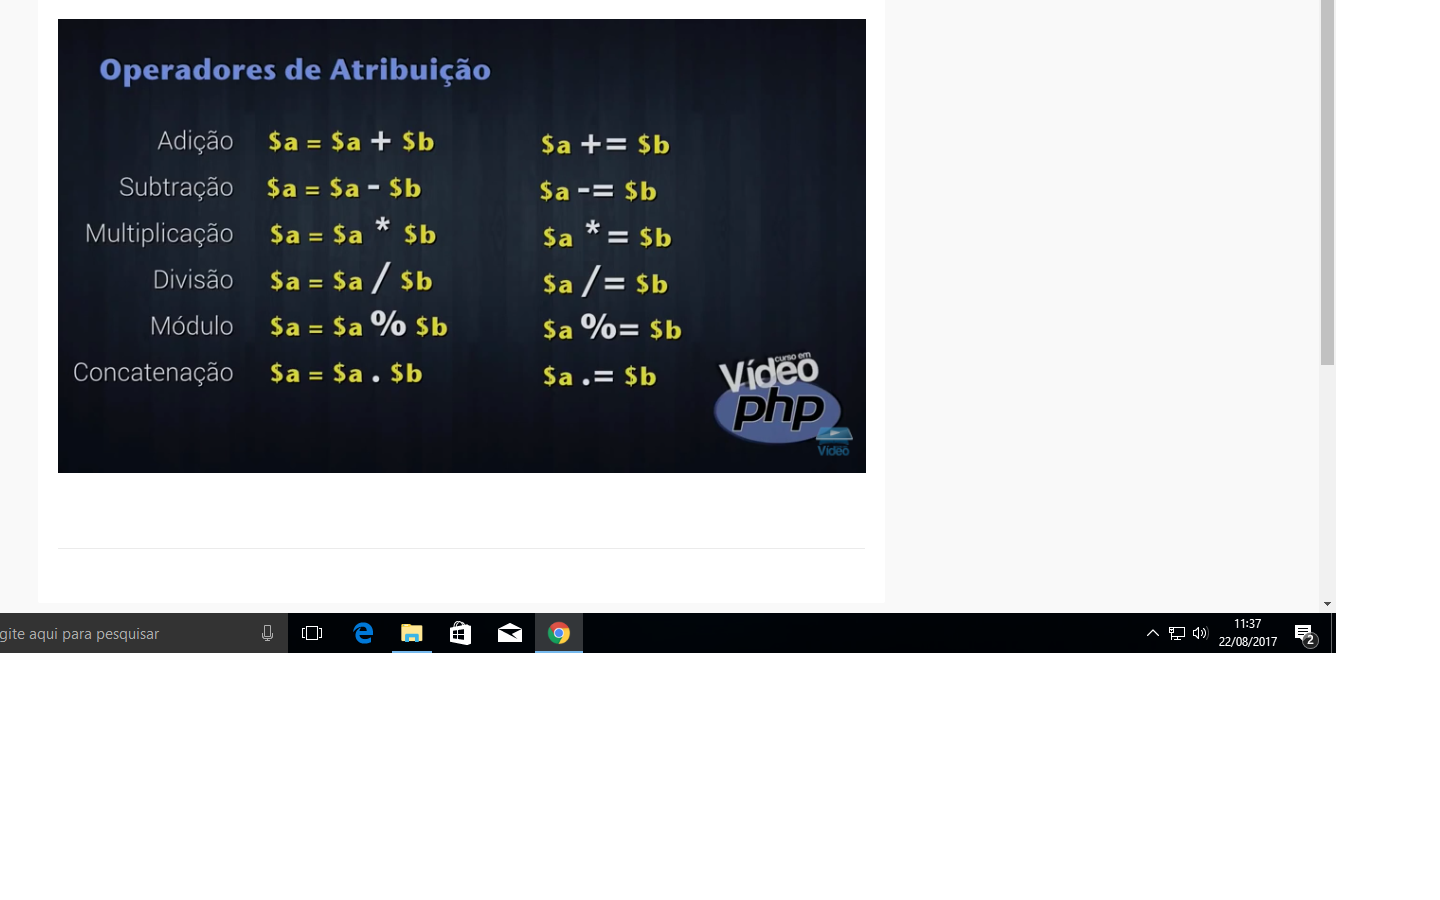 Operadores de Atribuição
Adição $a = $a + $b $a += $b
Subtração $a = $a - $b $a -= $b
Multiplicação $a = $a * $b $a *= $b
Divisão $a = $a / $b $a /= $b
Módulo $a = $a % $b $a %= $b
Concatenação $a = $a . $b $a .= $b
curso em
Vídeo
php
Vídeo
gite aqui para pesquisar
11:37
22/08/2017
2